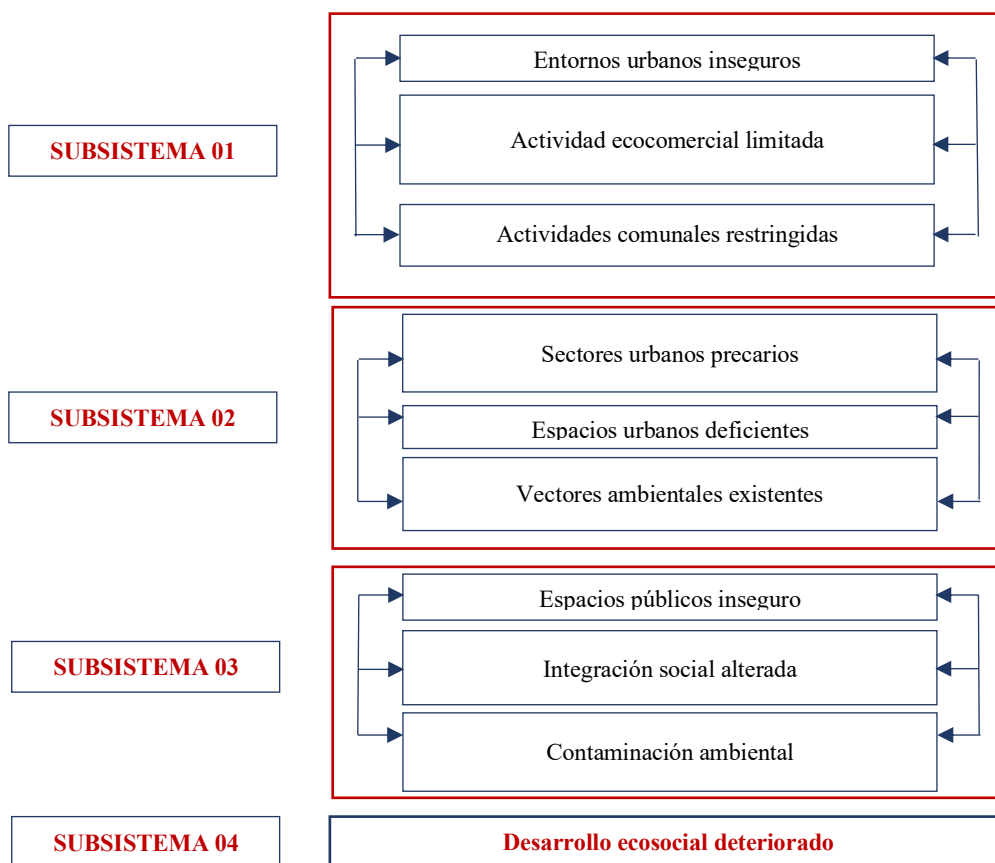 SUBSISTEMA 01
Entornos urbanos inseguros
Actividad ecocomercial limitada
Actividades comunales restringidas
SUBSISTEMA 02
Sectores urbanos precarios
Espacios urbanos deficientes
Vectores ambientales existentes
SUBSISTEMA 03
Espacios públicos inseguro
Integración social alterada
Contaminación ambiental
SUBSISTEMA 04
Desarrollo ecosocial deteriorado